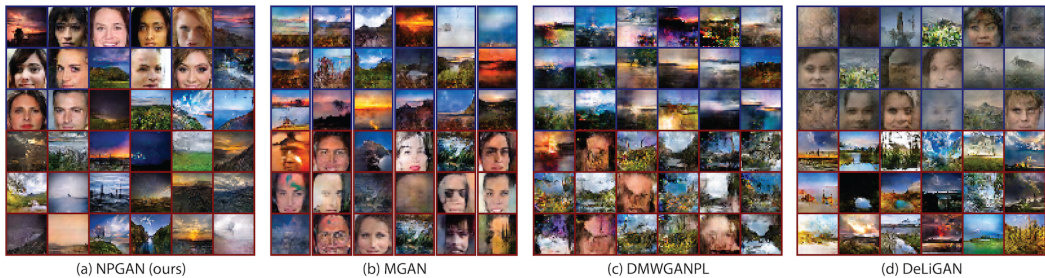 (a) NPGAN (ours)
(b) MGAN
(c) DMWGANPL
(d) DeLiGAN